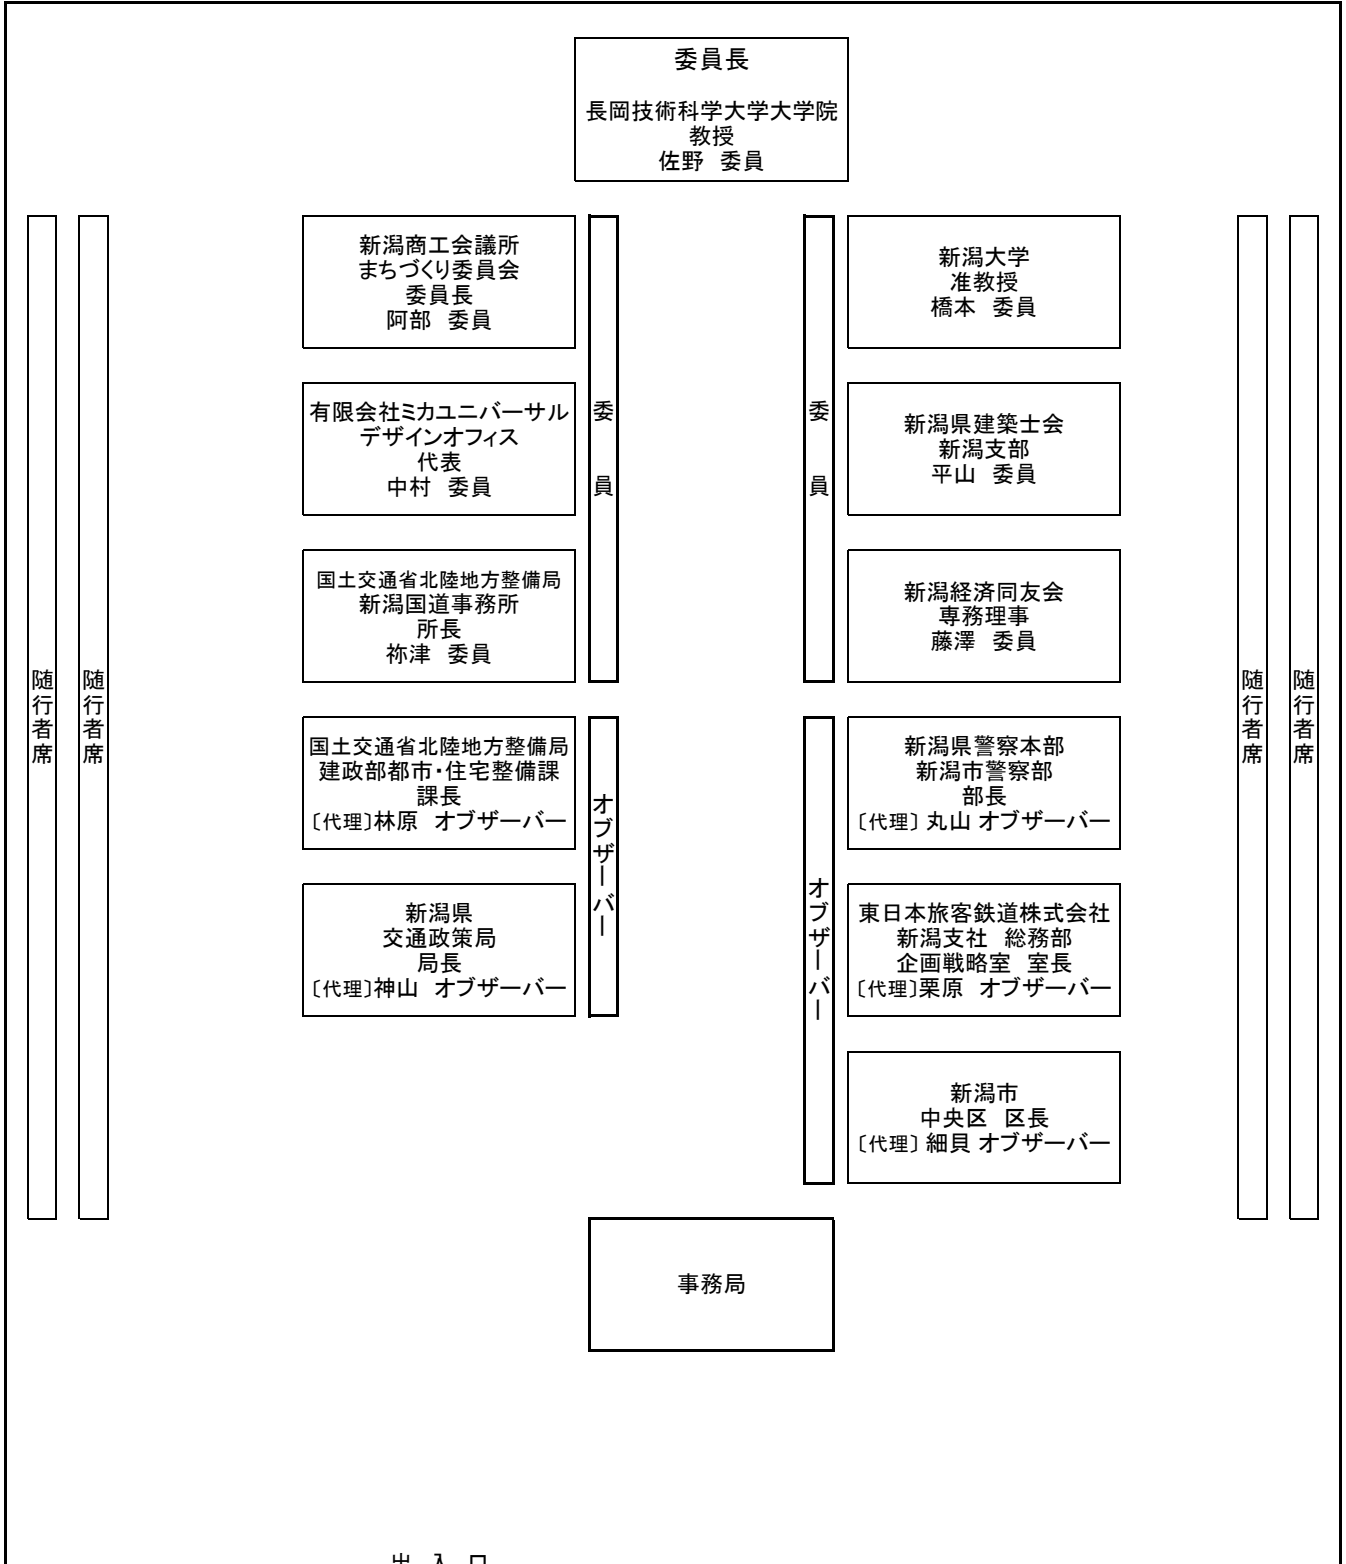 委員長
長岡技術科学大学大学院
教授
佐野 委員
新潟商工会議所
まちづくり委員会
委員長
阿部 委員
有限会社ミカユニバーサル
デザインオフィス
代表
中村 委員
国土交通省北陸地方整備局
新潟国道事務所
所長
祢津 委員
国土交通省北陸地方整備局
建政部都市・住宅整備課
課長
〔代理〕林原 オブザーバー
新潟県
交通政策局
局長
〔代理〕神山 オブザーバー
委員
オブザーバー
委員
オブザーバー
新潟大学
准教授
橋本 委員
新潟県建築士会
新潟支部
平山 委員
新潟経済同友会
専務理事
藤澤 委員
新潟県警察本部
新潟市警察部
部長
〔代理〕丸山 オブザーバー
東日本旅客鉄道株式会社
新潟支社 総務部
企画戦略室 室長
〔代理〕栗原 オブザーバー
新潟市
中央区 区長
〔代理〕細貝 オブザーバー
随行者席
随行者席
随行者席
随行者席
事務局
出 入 口